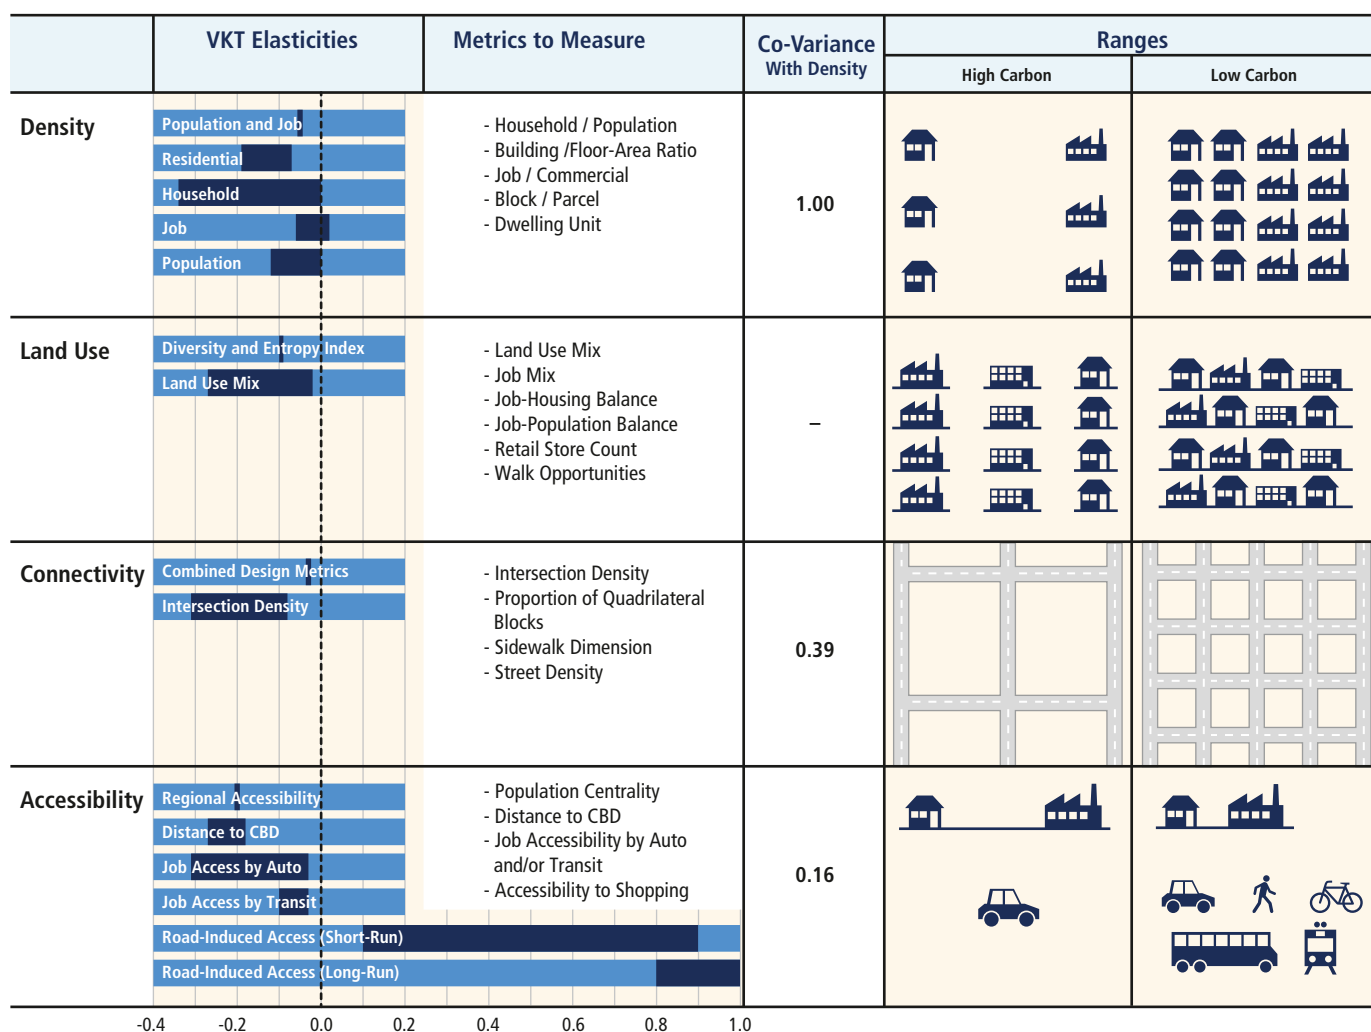 VKT Elasticities
Metrics to Measure
Co-Variance
With Density
Ranges
High Carbon
Low Carbon
Density
Population and Job
Residential
Household
Job
Population
- Household / Population
- Building /Floor-Area Ratio
- Job / Commercial
- Block / Parcel
- Dwelling Unit
1.00
Land Use
Diversity and Entropy Index
Land Use Mix
- Land Use Mix
- Job Mix
- Job-Housing Balance
- Job-Population Balance
- Retail Store Count
- Walk Opportunities
–
Connectivity
Combined Design Metrics
Intersection Density
- Intersection Density
- Proportion of Quadrilateral
Blocks
- Sidewalk Dimension
- Street Density
0.39
Accessibility
Regional Accessibility
Distance to CBD
Job Access by Auto
Job Access by Transit
Road-Induced Access (Short-Run)
Road-Induced Access (Long-Run)
- Population Centrality
- Distance to CBD
- Job Accessibility by Auto
and/or Transit
- Accessibility to Shopping
0.16
-0.4 -0.2 0.0 0.2 0.4 0.6 0.8 1.0